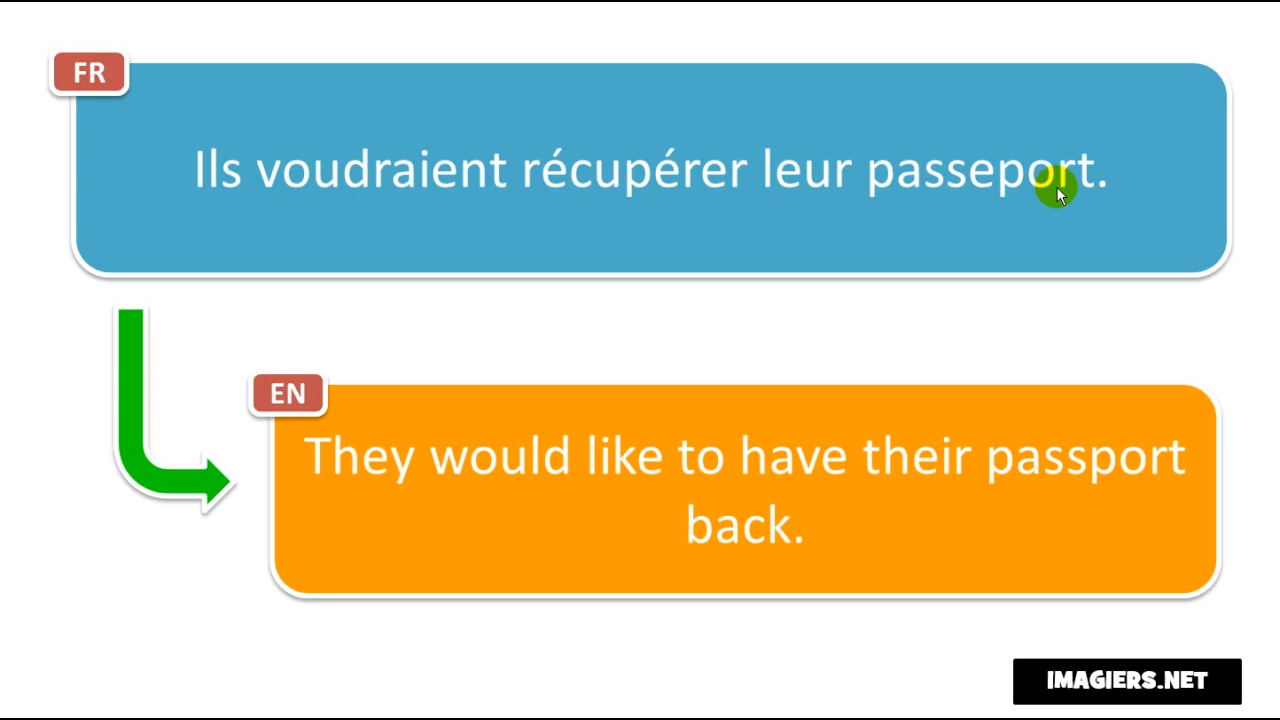 FR
Ils voudraient récupérer leur passeport.
EN
They would like to have their passport
back.
IMAGIERS.NET